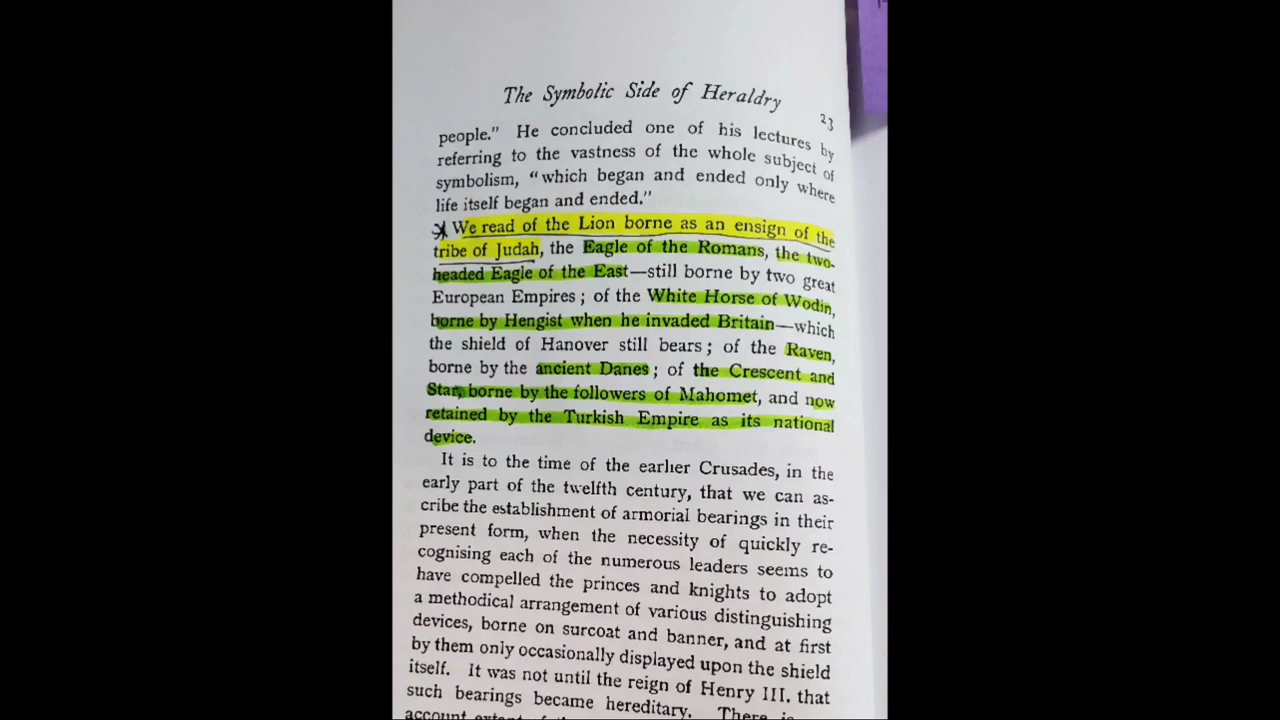 The Symbolic Side of Heraldry
23
people." He concluded one of his lectures by
referring to the vastness of the whole subject of
symbolism, "which began and ended only where
life itself began and ended."
We read of the Lion borne as an ensign of the
tribe of Judah, the Eagle of the Romans, the two-
headed Eagle of the East—still borne by two great
European Empires; of the White Horse of Wodin,
borne by Hengist when he invaded Britain—which
the shield of Hanover still bears; of the Raven,
borne by the ancient Danes; of the Crescent and
Star, borne by the followers of Mahomet, and now
retained by the Turkish Empire as its national
device.
It is to the time of the earlier Crusades, in the
early part of the twelfth century, that we can as-
cribe the establishment of armorial bearings in their
present form, when the necessity of quickly re-
cognising each of the numerous leaders seems to
have compelled the princes and knights to adopt
a methodical arrangement of various distinguishing
devices, borne on surcoat and banner, and at first
by them only occasionally displayed upon the shield
itself. It was not until the reign of Henry III. that
such bearings became hereditary. There is
account